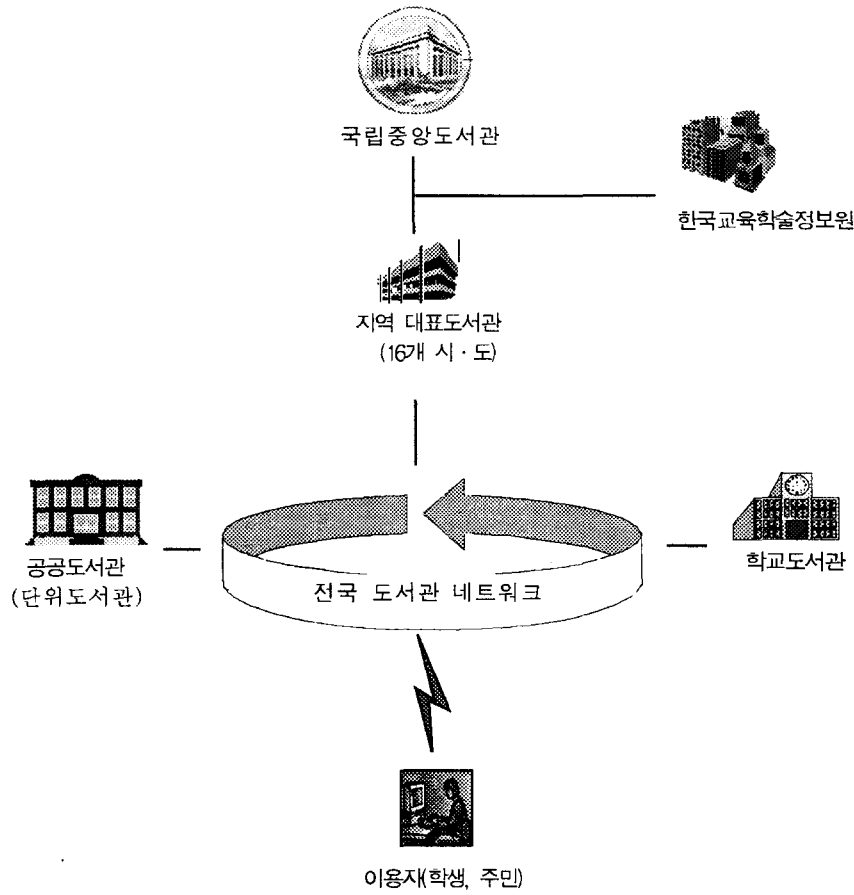 국립중앙도서관
한국교육학술정보원
지역 대표도서관
(16개 시·도)
공공도서관
(단위도서관)
전국 도서관 네트워크
학교도서관
이용자(학생, 주민)